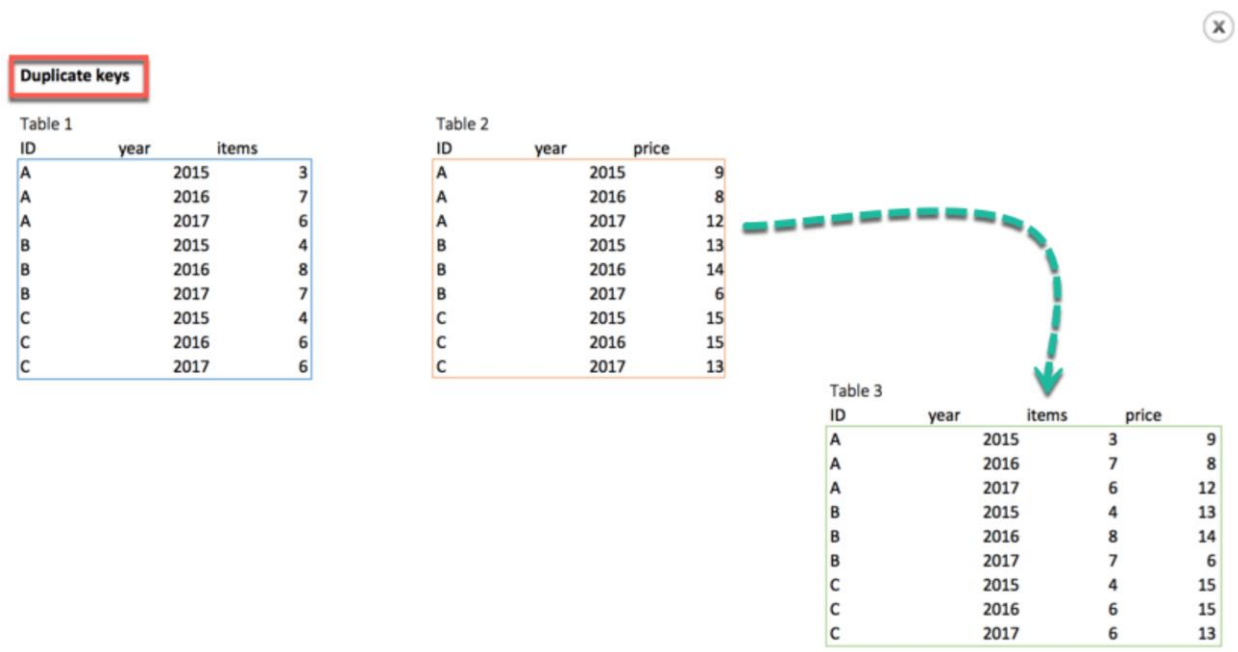 X
Duplicate keys
Table 1
ID year items
A 2015 3
A 2016 7
A 2017 6
B 2015 4
B 2016 8
B 2017 7
C 2015 4
C 2016 6
C 2017 6
Table 2
ID year price
A 2015 9
A 2016 8
A 2017 12
B 2015 13
B 2016 14
B 2017 6
C 2015 15
C 2016 15
C 2017 13
Table 3
ID year items price
A 2015 3 9
A 2016 7 8
A 2017 6 12
B 2015 4 13
B 2016 8 14
B 2017 7 6
C 2015 4 15
C 2016 6 15
C 2017 6 13